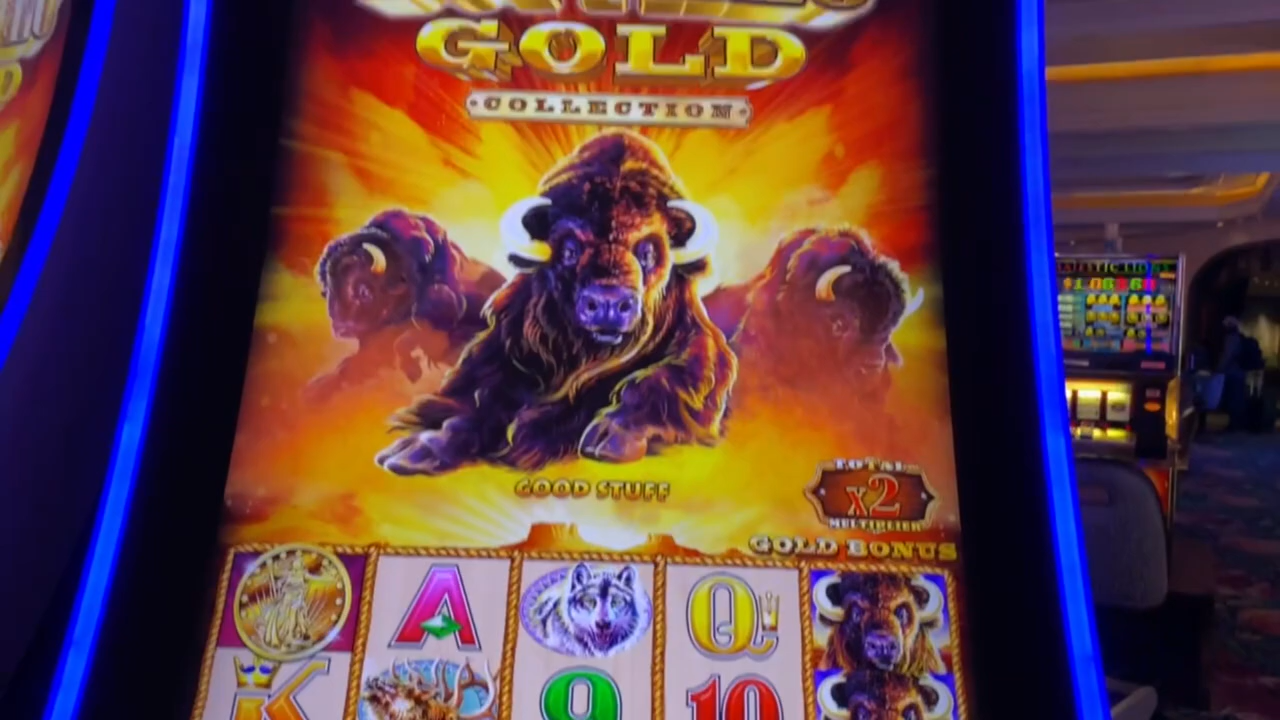 GOLD
COLLECTION
GOOD STUFF
TOTAL
x2
MULTIPLIER
GOLD BONUS
A
Q
K
9
10